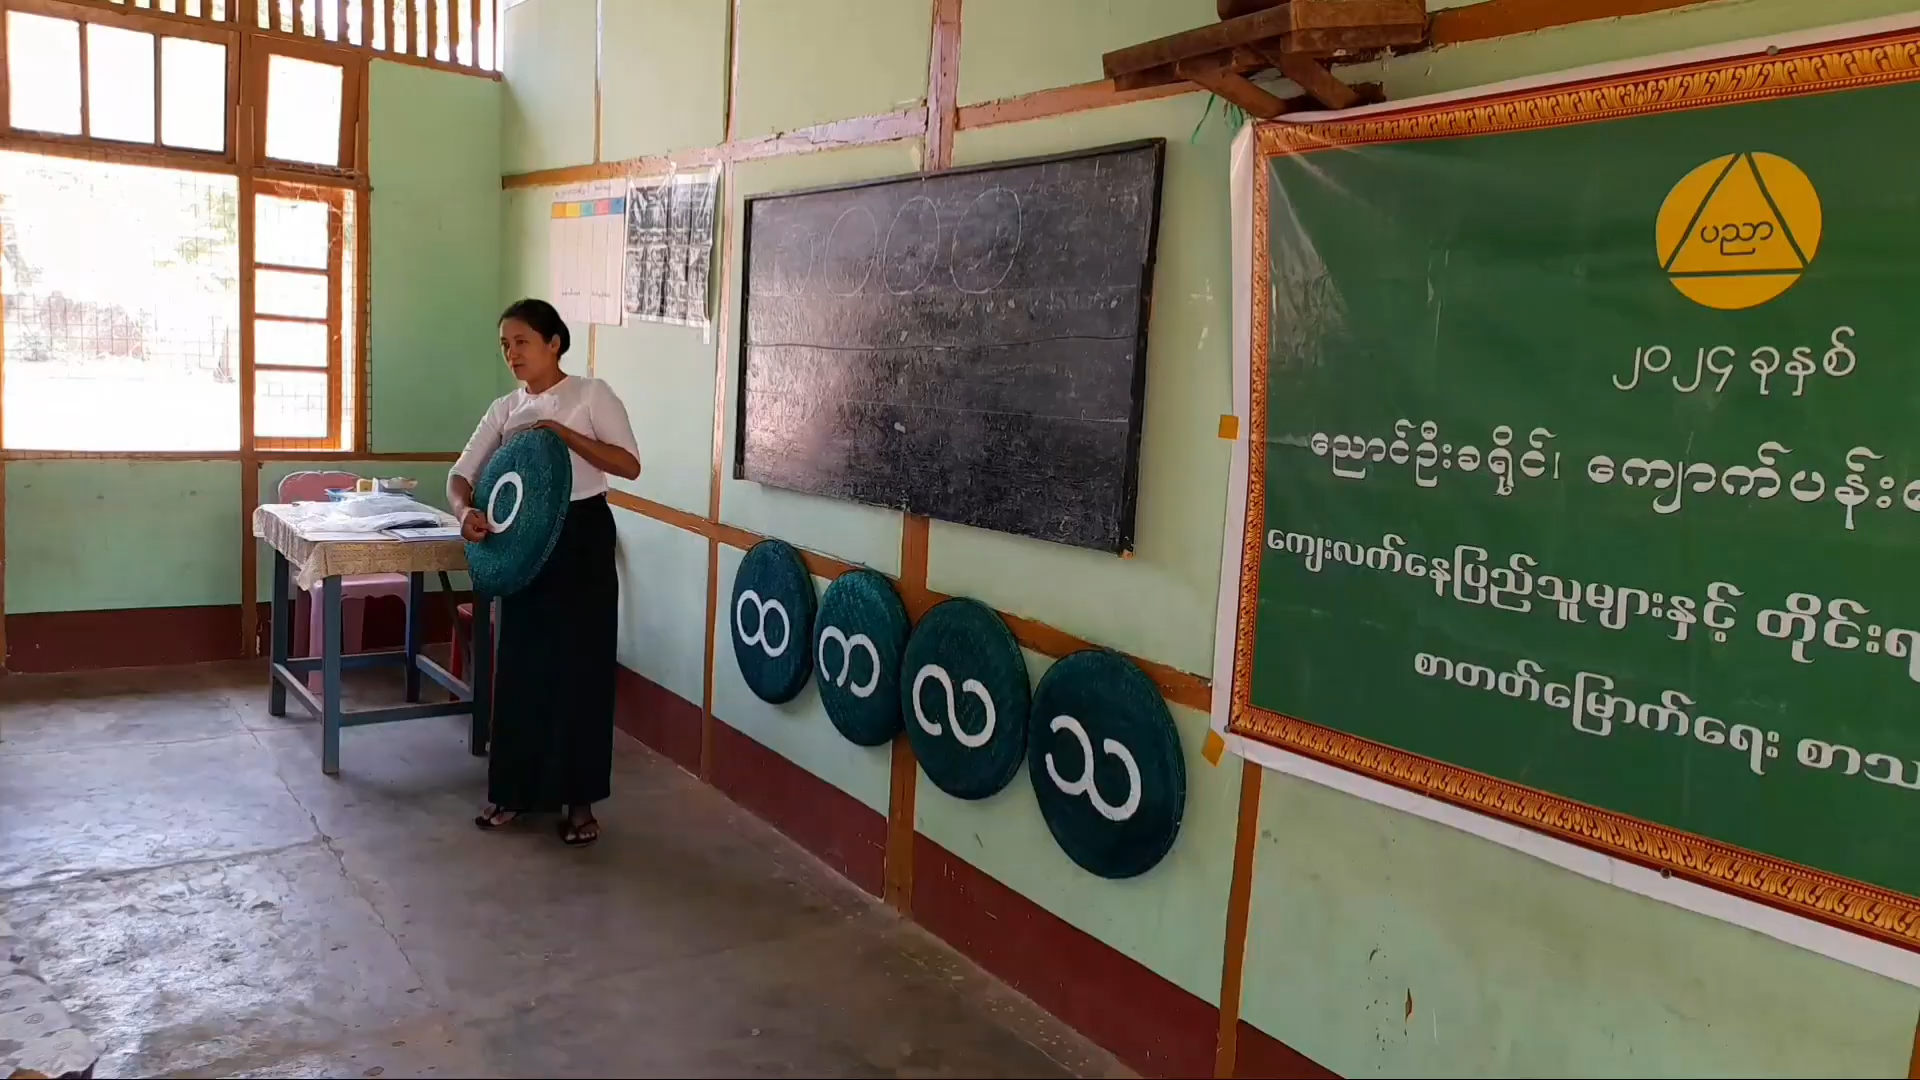 ဝ
ထ
က
လ
သ
ပညာ
၂၀၂၄ ခုနှစ်
ညောင်ဦးခရိုင်၊ ကျောက်ပန်း
ကျေးလက်နေပြည်သူများနှင့် တိုင်းရ
စာတတ်မြောက်ရေး စာသ